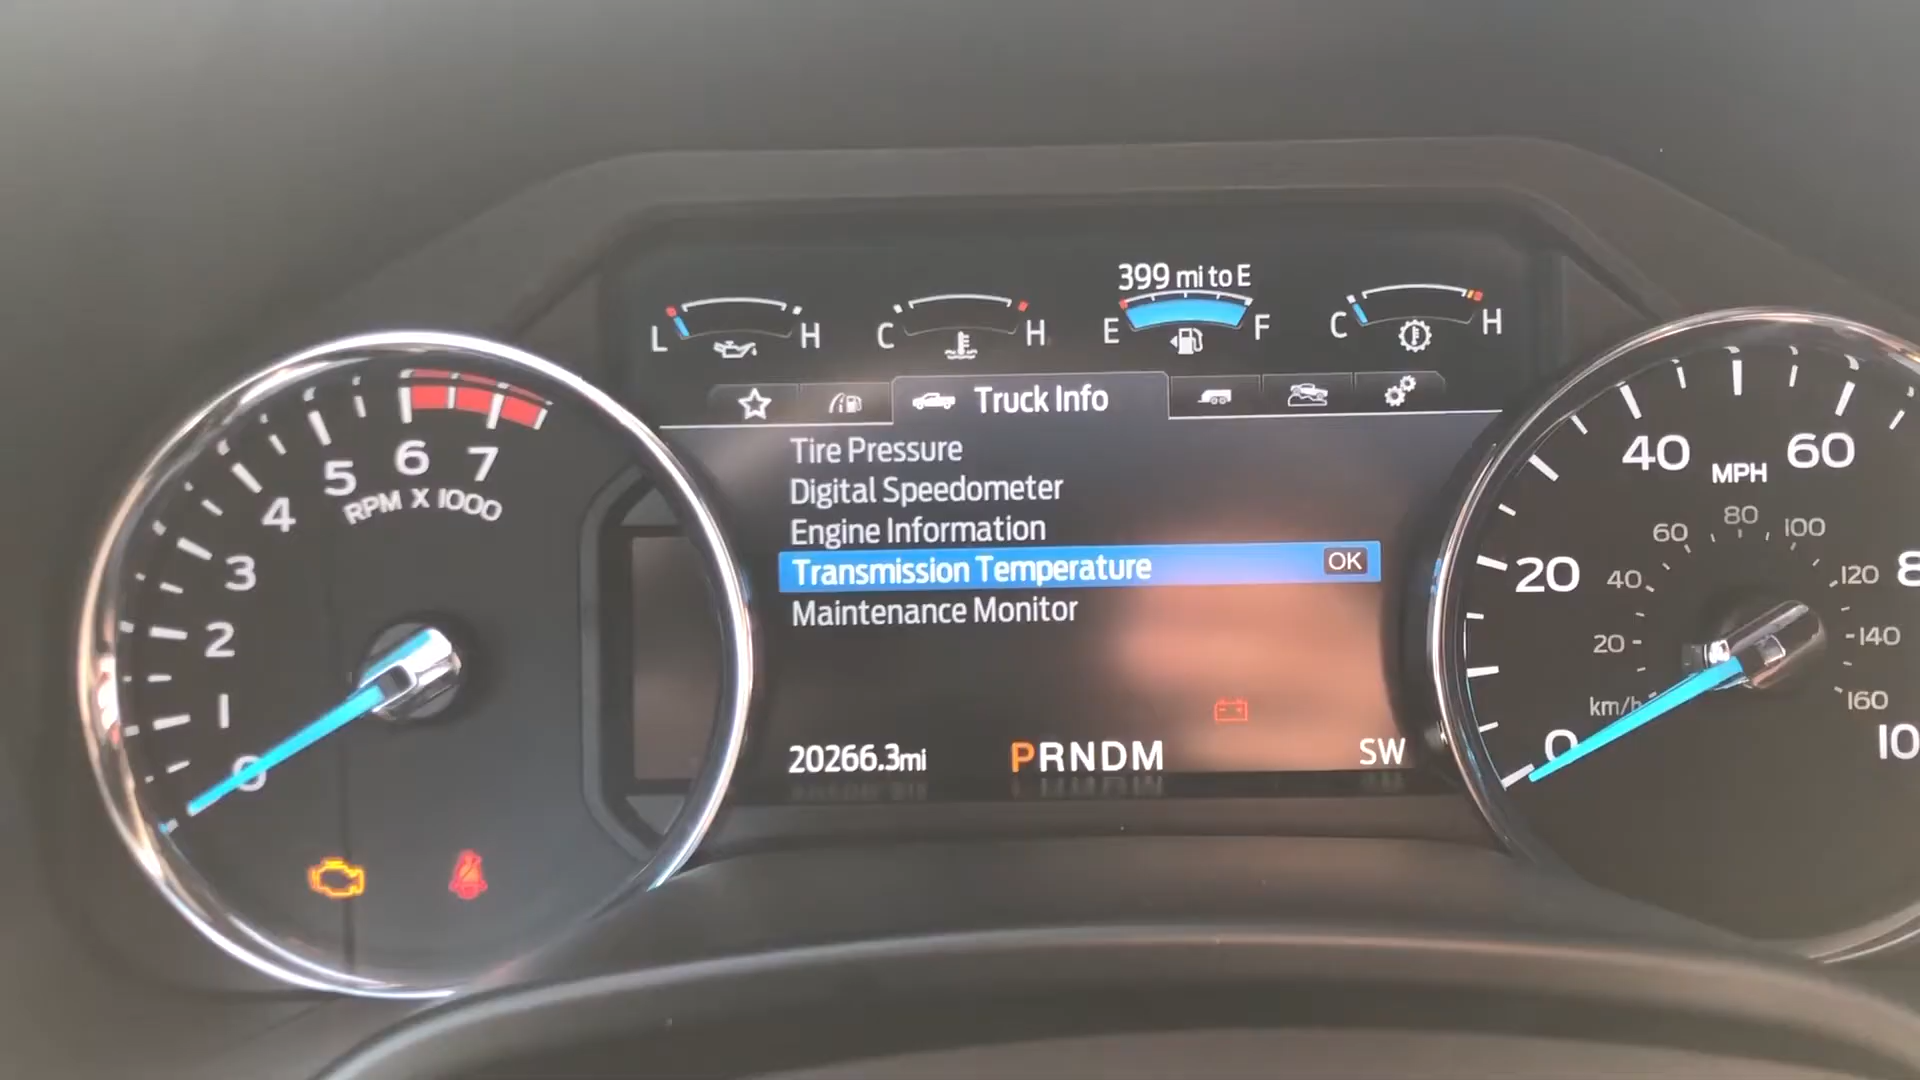 399 mi to E
L H
C H
E F
C H
Truck Info
Tire Pressure
Digital Speedometer
Engine Information
Transmission Temperature OK
Maintenance Monitor
20266.3mi PRNDM SW
0 1 2 3 4 5 6 7
RPM X 1000
0 20 40 60 8
MPH
10
km/h
20 40 60 80 100 120 140 160